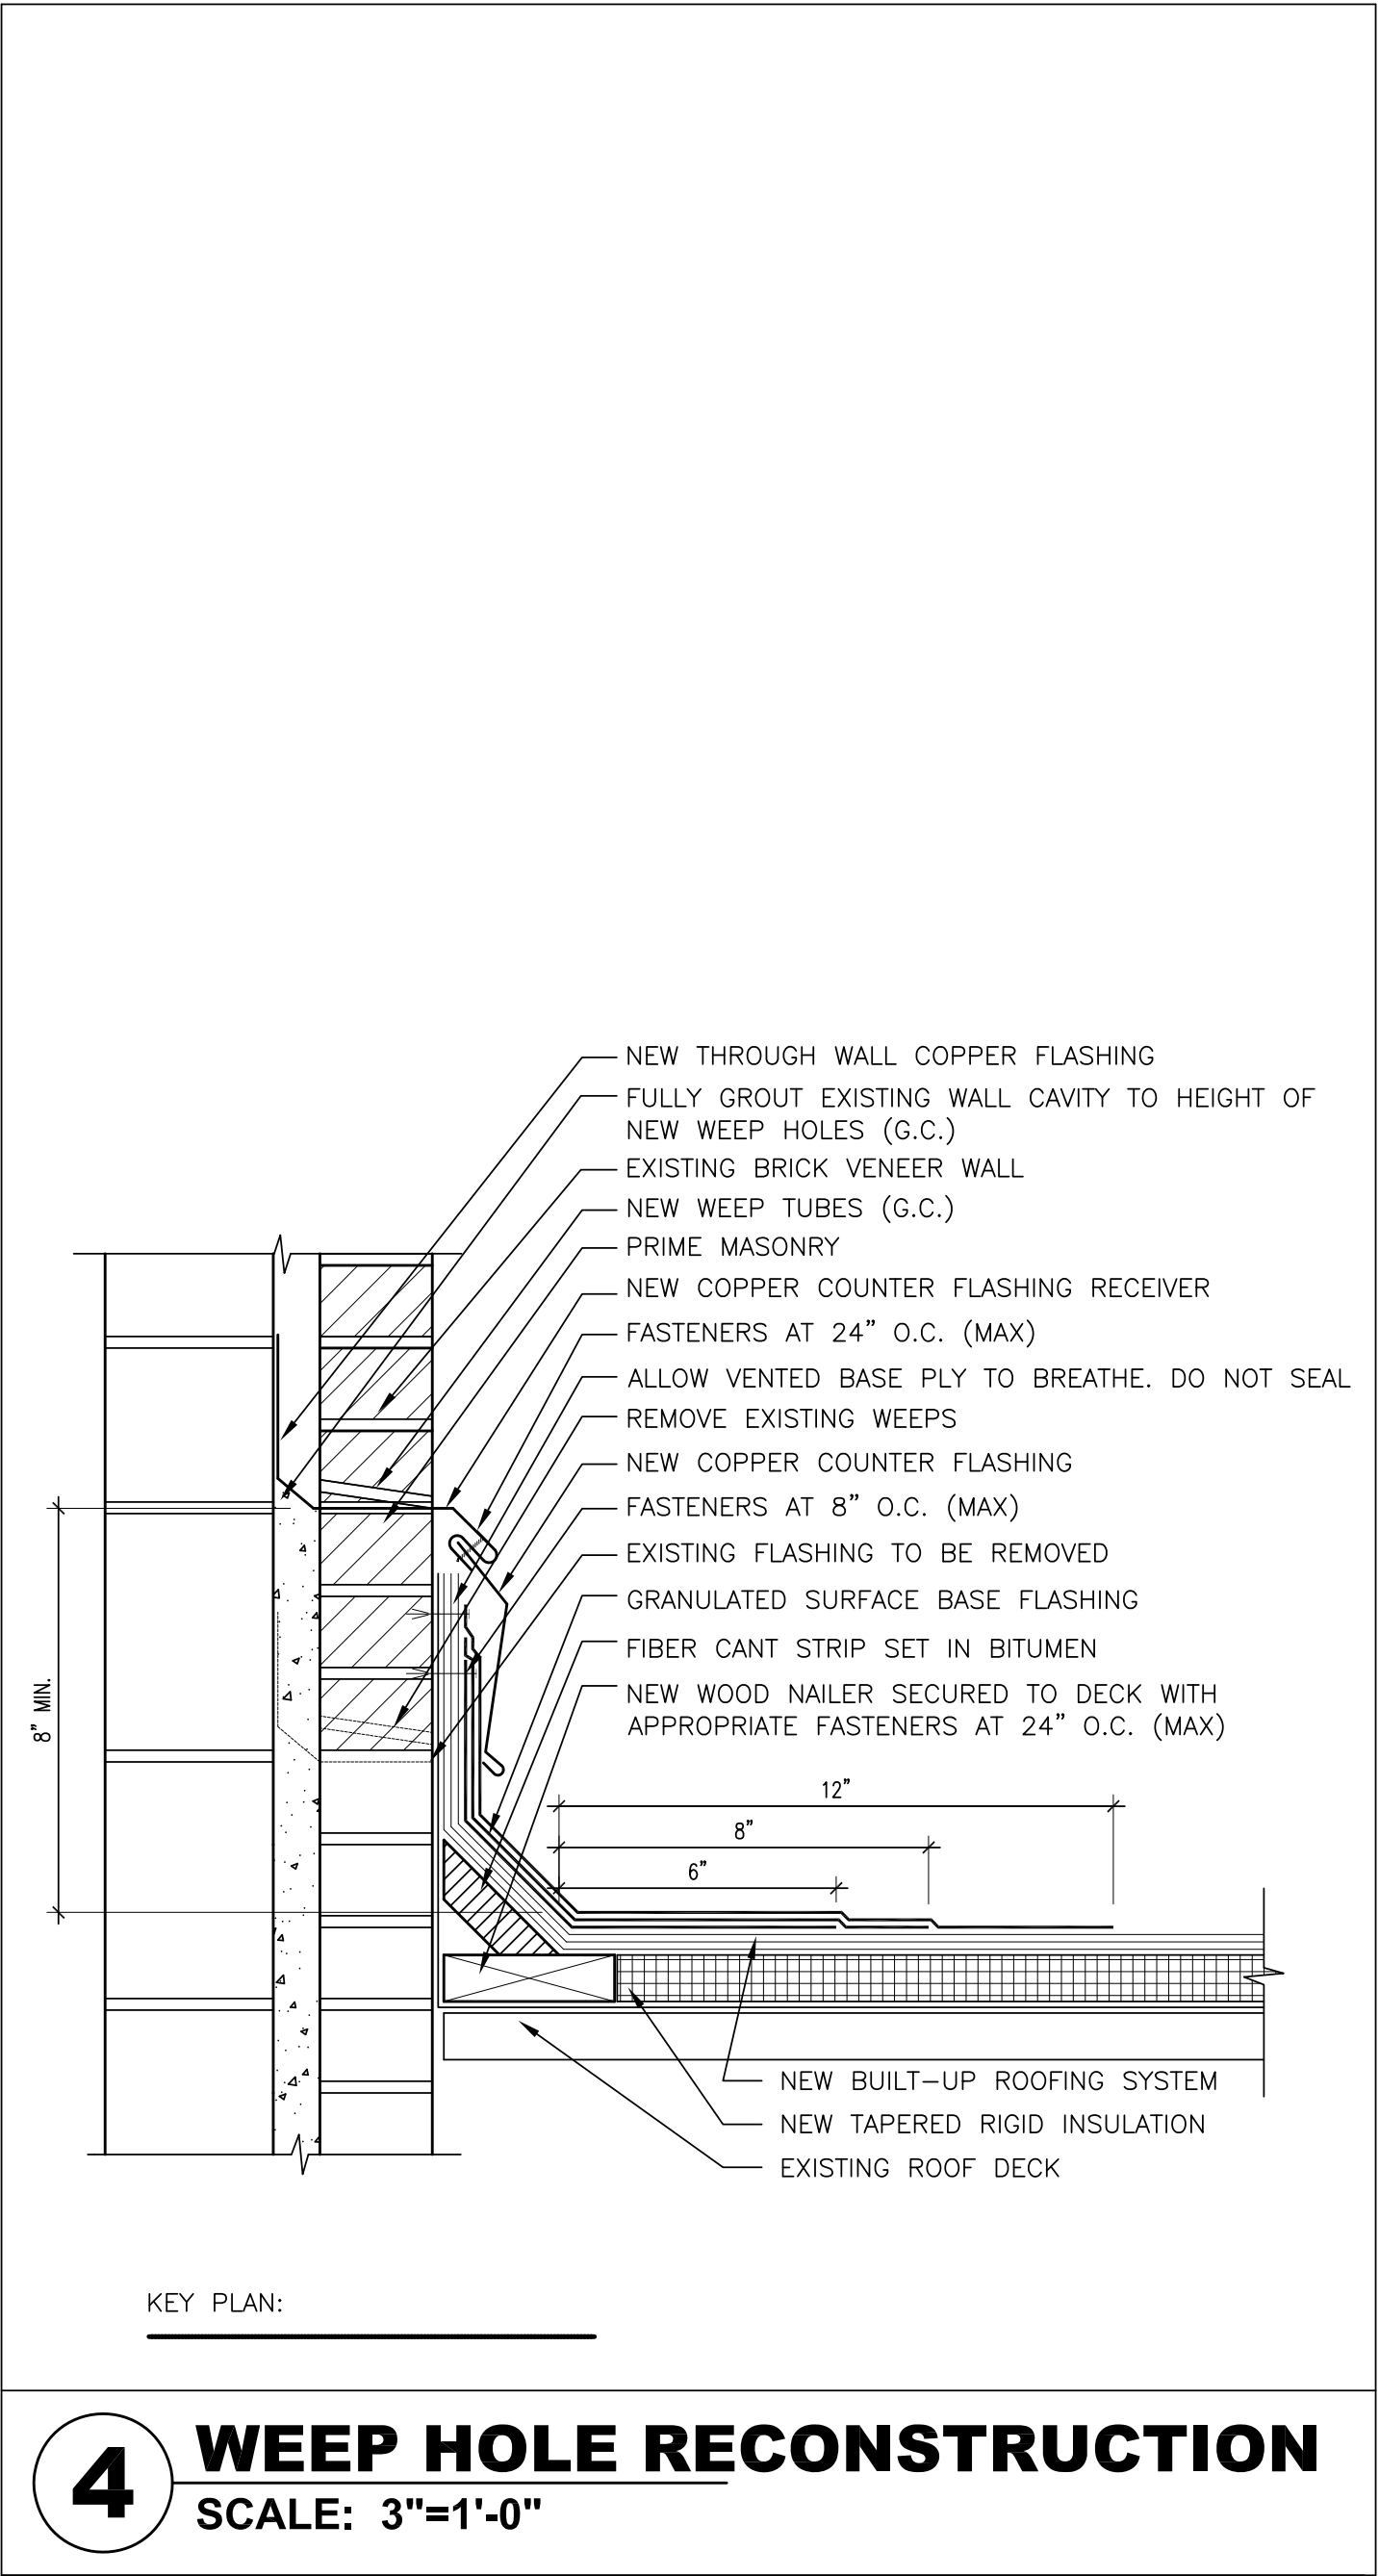 NEW THROUGH WALL COPPER FLASHING
FULLY GROUT EXISTING WALL CAVITY TO HEIGHT OF
NEW WEEP HOLES (G.C.)
EXISTING BRICK VENEER WALL
NEW WEEP TUBES (G.C.)
PRIME MASONRY
NEW COPPER COUNTER FLASHING RECEIVER
FASTENERS AT 24” O.C. (MAX)
ALLOW VENTED BASE PLY TO BREATHE. DO NOT SEAL
REMOVE EXISTING WEEPS
NEW COPPER COUNTER FLASHING
FASTENERS AT 8” O.C. (MAX)
EXISTING FLASHING TO BE REMOVED
GRANULATED SURFACE BASE FLASHING
FIBER CANT STRIP SET IN BITUMEN
NEW WOOD NAILER SECURED TO DECK WITH
APPROPRIATE FASTENERS AT 24” O.C. (MAX)
8” MIN.
12”
8”
6”
NEW BUILT-UP ROOFING SYSTEM
NEW TAPERED RIGID INSULATION
EXISTING ROOF DECK
KEY PLAN:
4
WEEP HOLE RECONSTRUCTION
SCALE: 3"=1'-0"